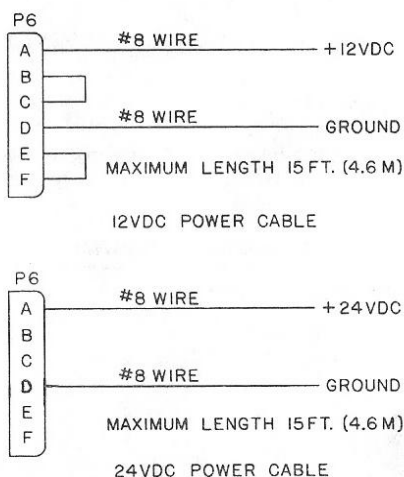 P6
A #8 WIRE +12VDC
B
C
D #8 WIRE GROUND
E
F MAXIMUM LENGTH 15 FT. (4.6 M)
12VDC POWER CABLE
P6
A #8 WIRE +24VDC
B
C
D #8 WIRE GROUND
E
F MAXIMUM LENGTH 15 FT. (4.6 M)
24VDC POWER CABLE